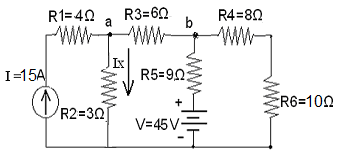 R1=4Ω a R3=6Ω b R4=8Ω
I=15A Ix R5=9Ω
R2=3Ω + R6=10Ω
V=45V
-